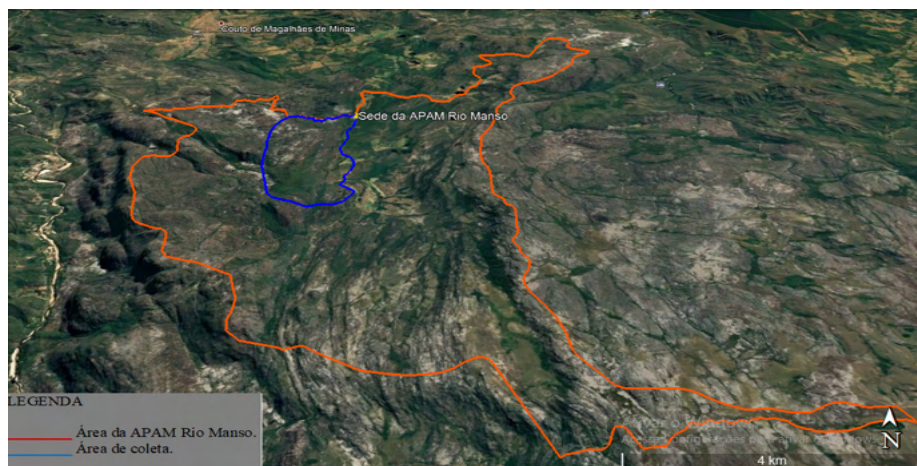 Couto de Magalhães de Minas
Sede da APAM Rio Manso
LEGENDA
Área da APAM Rio Manso.
Área de coleta.
N
4 km